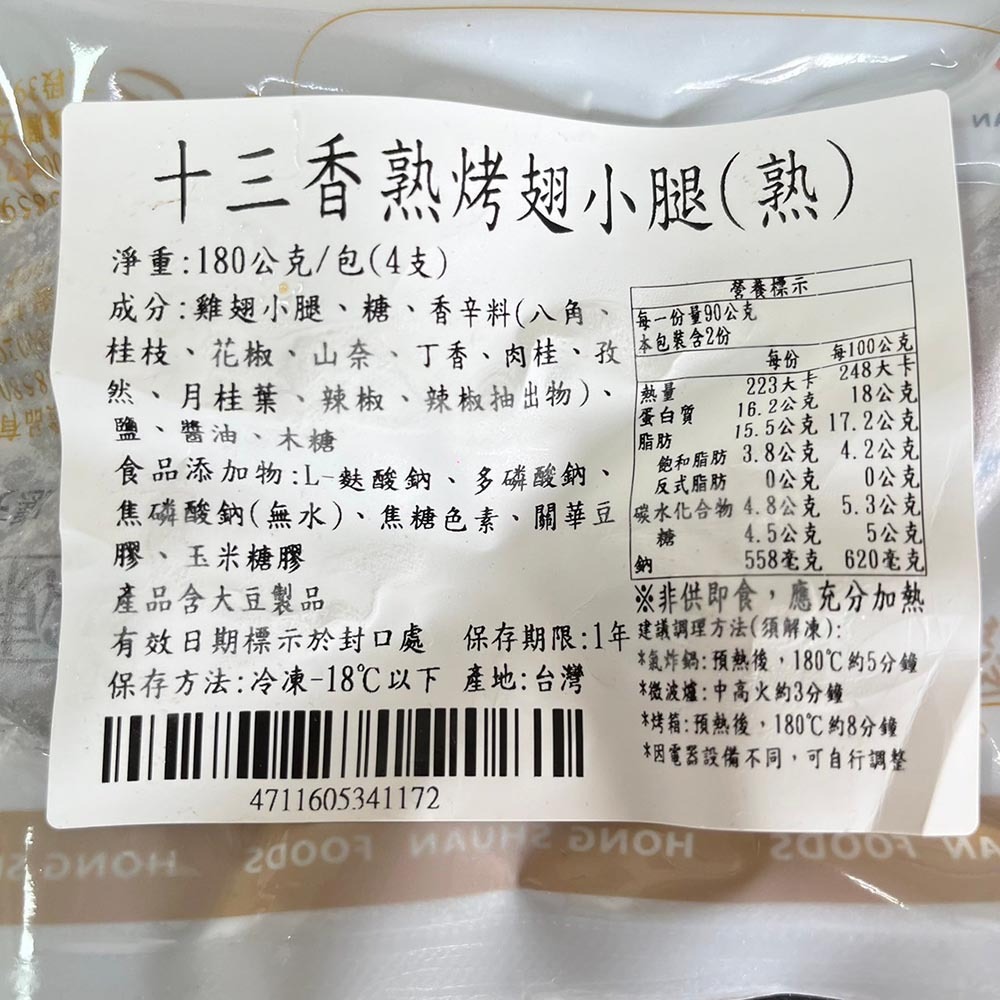 十三香熟烤翅小腿(熟)
淨重:180公克/包(4支)
成分:雞翅小腿、糖、香辛料(八角、
桂枝、花椒、山奈、丁香、肉桂、孜
然、月桂葉、辣椒、辣椒抽出物)、
鹽、醬油、木糖
食品添加物:L-麩酸鈉、多磷酸鈉、
焦磷酸鈉(無水)、焦糖色素、關華豆
膠、玉米糖膠
產品含大豆製品
有效日期標示於封口處 保存期限:1年
保存方法:冷凍-18℃以下 產地:台灣
4711605341172
營養標示
每一份量90公克
本包裝含2份
每份 每100公克
熱量 223大卡 248大卡
蛋白質 16.2公克 18公克
脂肪 15.5公克 17.2公克
飽和脂肪 3.8公克 4.2公克
反式脂肪 0公克 0公克
碳水化合物 4.8公克 5.3公克
糖 4.5公克 5公克
鈉 558毫克 620毫克
※非供即食，應充分加熱
建議調理方法(須解凍):
*氣炸鍋:預熱後，180℃約5分鐘
*微波爐:中高火約3分鐘
*烤箱:預熱後，180℃約8分鐘
*因電器設備不同，可自行調整
HONG SHUAN FOODS